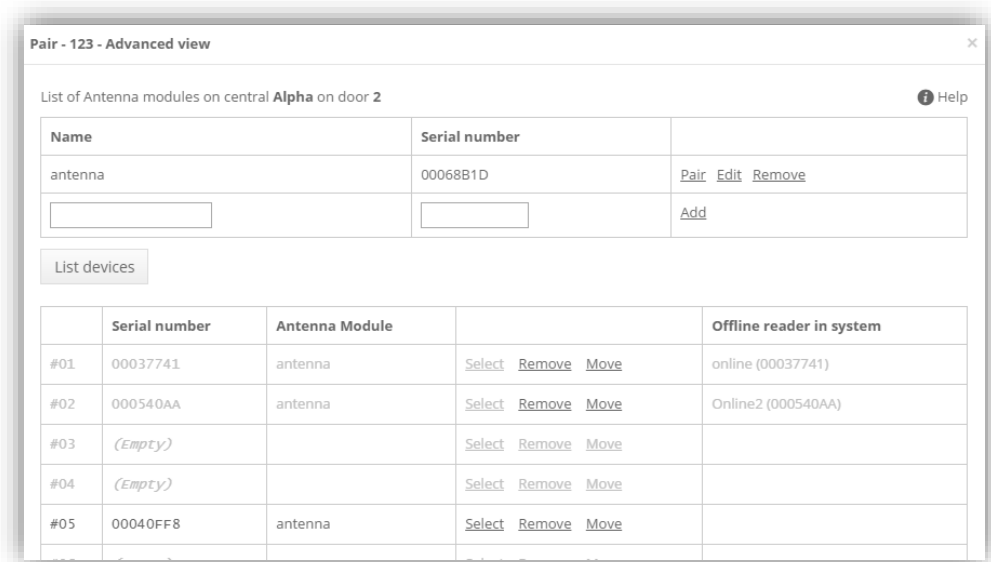 Pair - 123 - Advanced view ×
List of Antenna modules on central Alpha on door 2 Help
Name Serial number
antenna 00068B1D Pair Edit Remove
Add
List devices
Serial number Antenna Module Offline reader in system
#01 00037741 antenna Select Remove Move online (00037741)
#02 000540AA antenna Select Remove Move Online2 (000540AA)
#03 (Empty) Select Remove Move
#04 (Empty) Select Remove Move
#05 00040FF8 antenna Select Remove Move